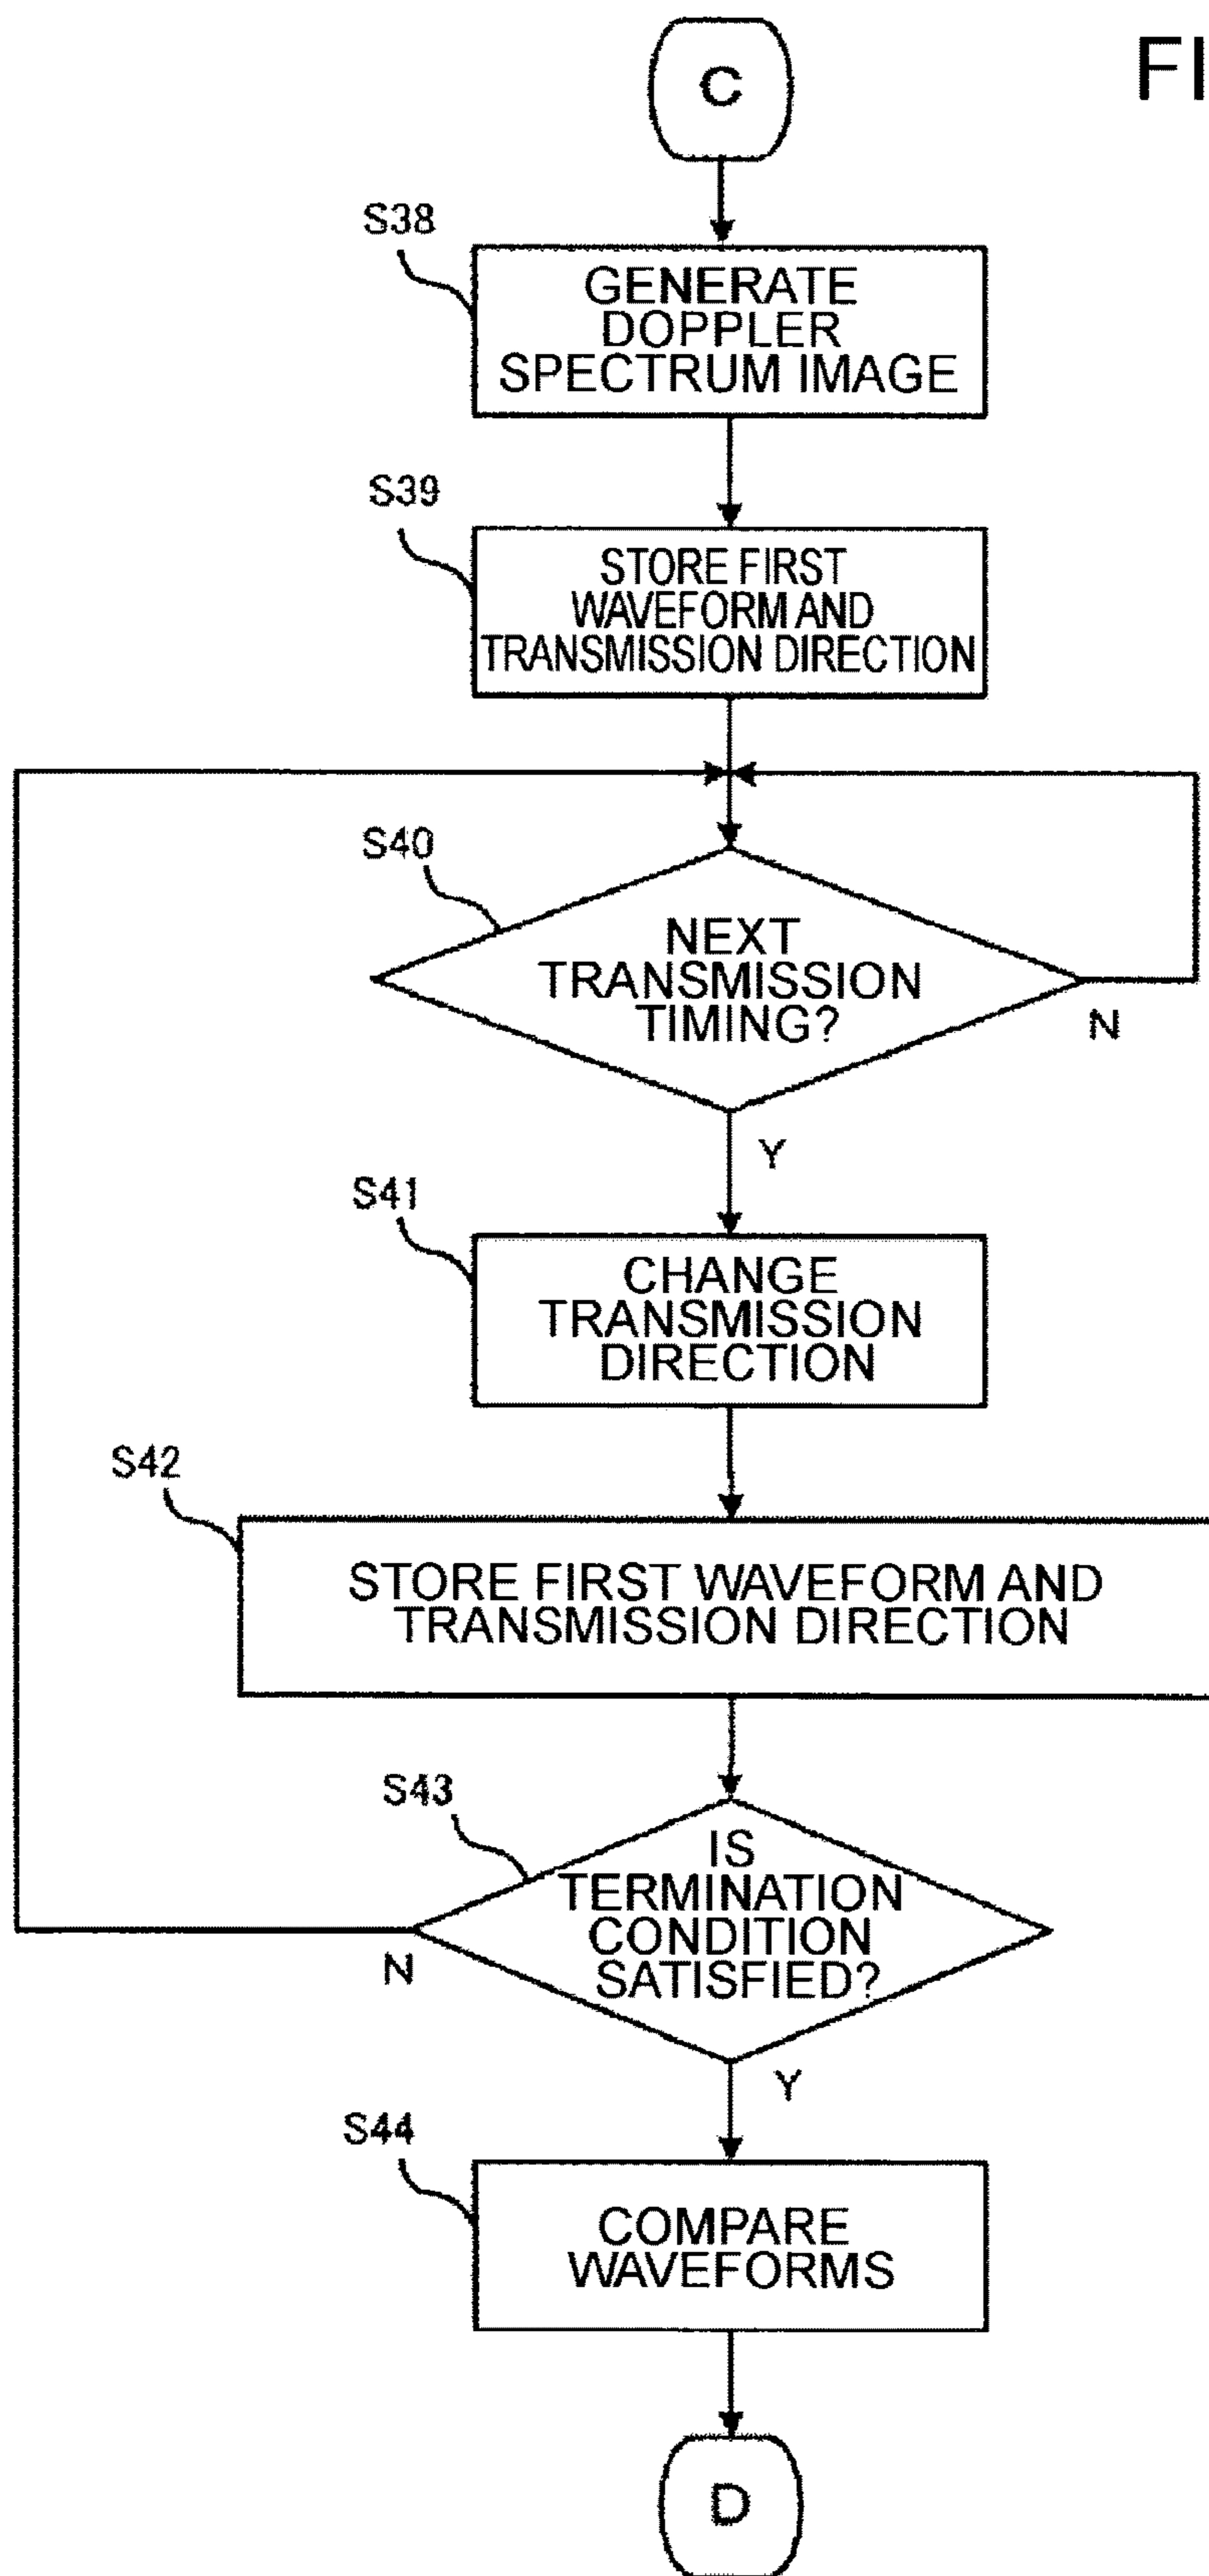 FI
C
S38
GENERATE
DOPPLER
SPECTRUM IMAGE
S39
STORE FIRST
WAVEFORM AND
TRANSMISSION DIRECTION
S40
NEXT
TRANSMISSION
TIMING?
N
Y
S41
CHANGE
TRANSMISSION
DIRECTION
S42
STORE FIRST WAVEFORM AND
TRANSMISSION DIRECTION
S43
IS
TERMINATION
CONDITION
SATISFIED?
N
Y
S44
COMPARE
WAVEFORMS
D